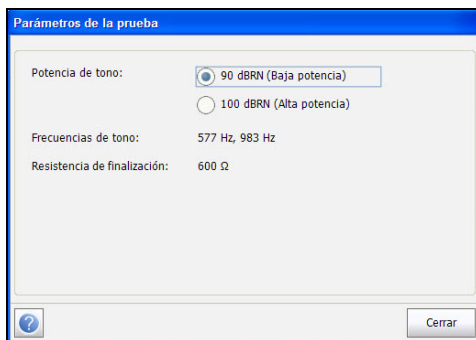 Parámetros de la prueba
Potencia de tono: 90 dBRN (Baja potencia)
100 dBRN (Alta potencia)
Frecuencias de tono: 577 Hz, 983 Hz
Resistencia de finalización: 600 Ω
? Cerrar